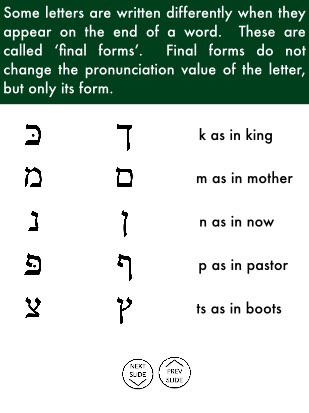 Some letters are written differently when they
appear on the end of a word. These are
called ‘final forms’. Final forms do not
change the pronunciation value of the letter,
but only its form.
כּ ך k as in king
מ ם m as in mother
נ ן n as in now
פּ ף p as in pastor
צ ץ ts as in boots
NEXT SLIDE PREV SLIDE